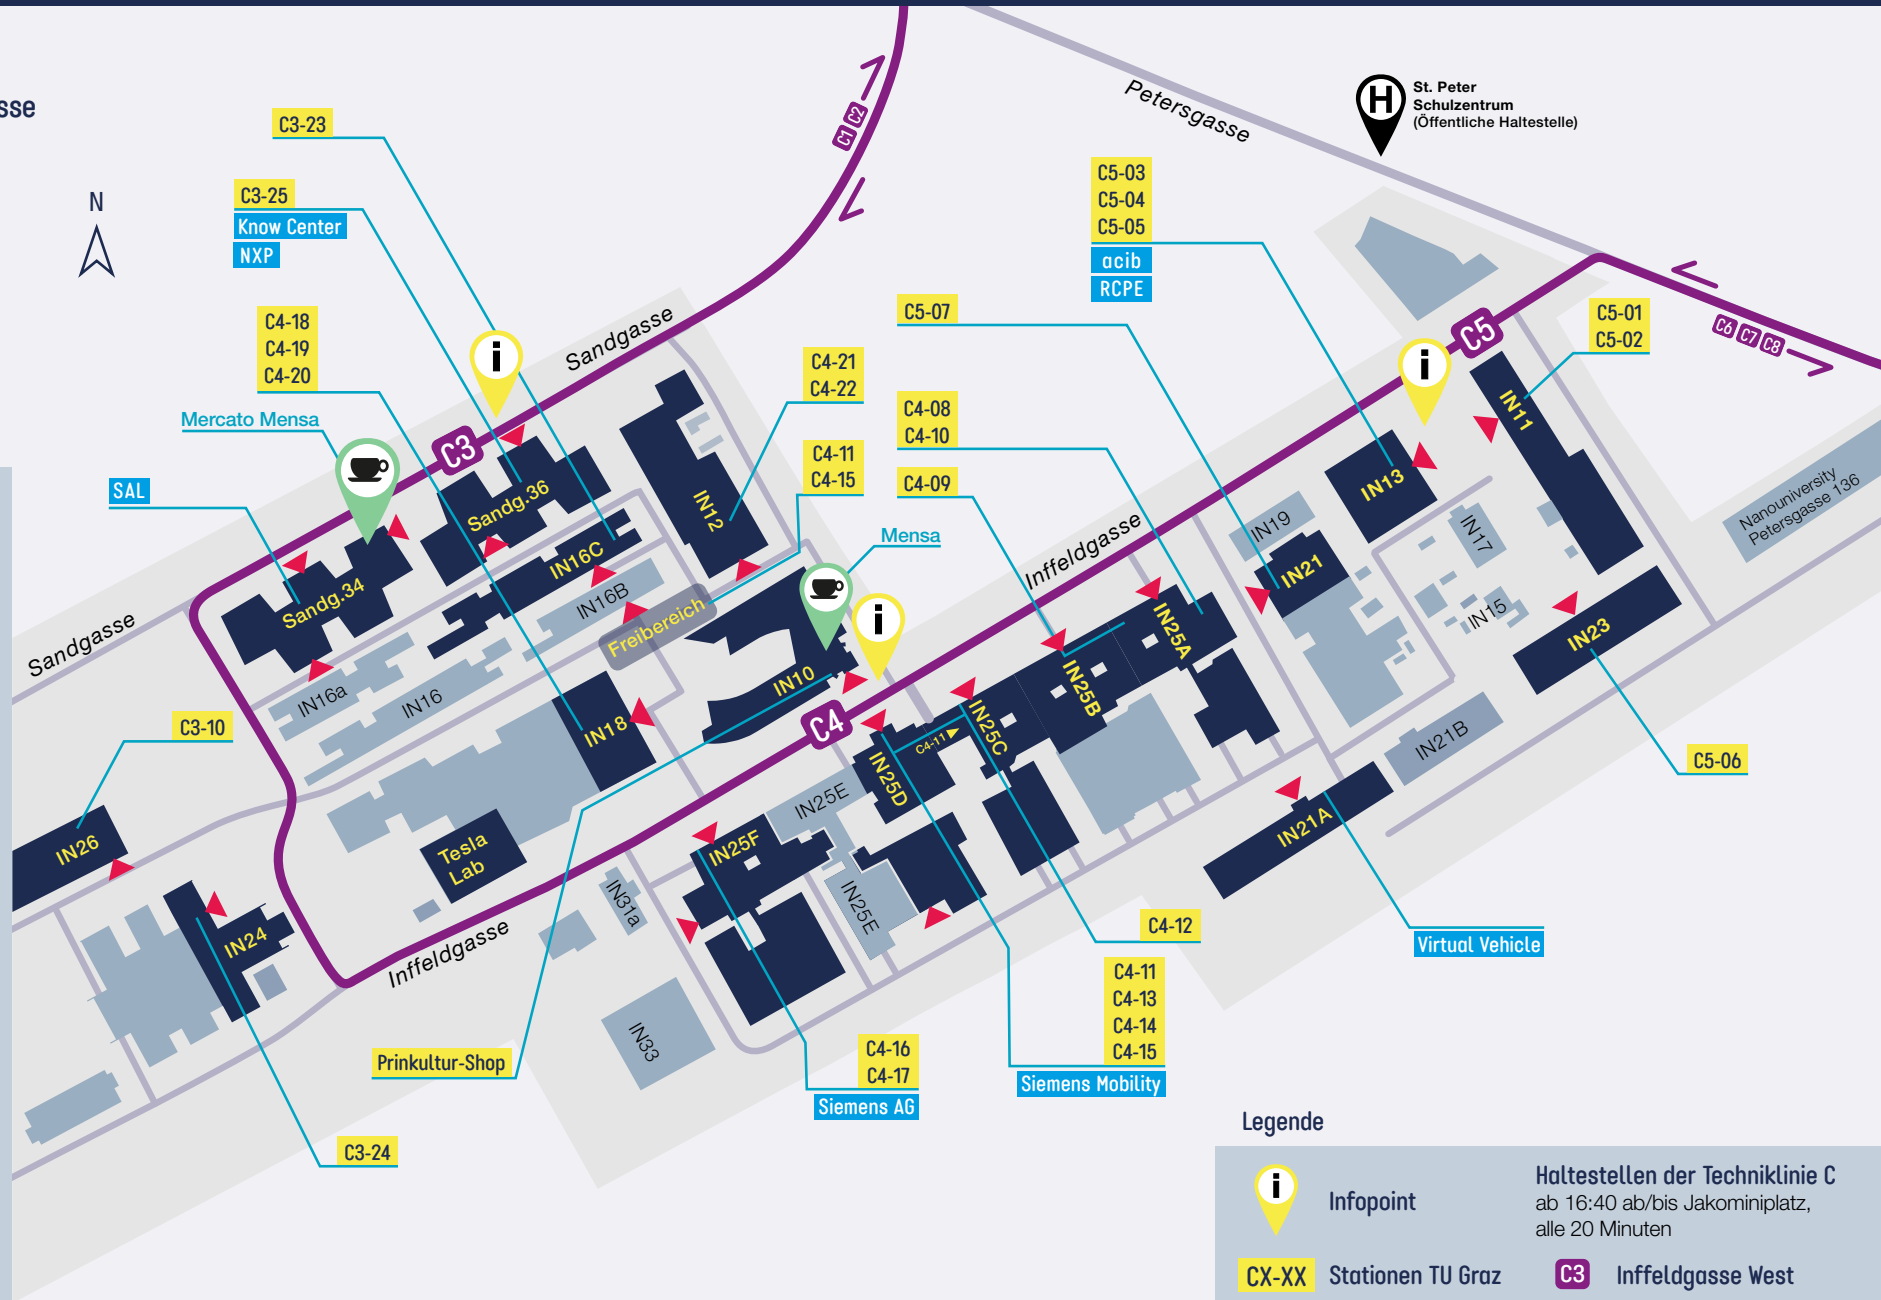 sse
N
C3-23
C3-25
Know Center
NXP
C4-18
C4-19
C4-20
Mercato Mensa
SAL
C1 C2
Petersgasse
H
St. Peter
Schulzentrum
(Öffentliche Haltestelle)
C5-03
C5-04
C5-05
acib
RCPE
C5-07
C5-01
C5-02
C5
C6 C7 C8
i
i
Sandgasse
C3
C4-21
C4-22
C4-08
C4-10
C4-11
C4-15
C4-09
Mensa
Inffeldgasse
Sandg.36
IN12
IN16C
IN16B
Freibereich
Sandg.34
IN16a
IN16
Sandgasse
IN10
i
C4
IN18
IN11
IN13
IN19
IN21
IN17
IN15
IN23
Nanouniversity
Petersgasse 136
IN25A
IN25B
IN25C
C4-11
IN25D
IN25E
IN25F
IN25E
IN21B
IN21A
C3-10
IN26
Tesla
Lab
IN24
IN31a
IN33
Inffeldgasse
C5-06
C4-12
Virtual Vehicle
C4-11
C4-13
C4-14
C4-15
Siemens Mobility
C4-16
C4-17
Siemens AG
Prinkultur-Shop
C3-24
Legende
i
Infopoint
Haltestellen der Techniklinie C
ab 16:40 ab/bis Jakominiplatz,
alle 20 Minuten
CX-XX Stationen TU Graz
C3 Inffeldgasse West